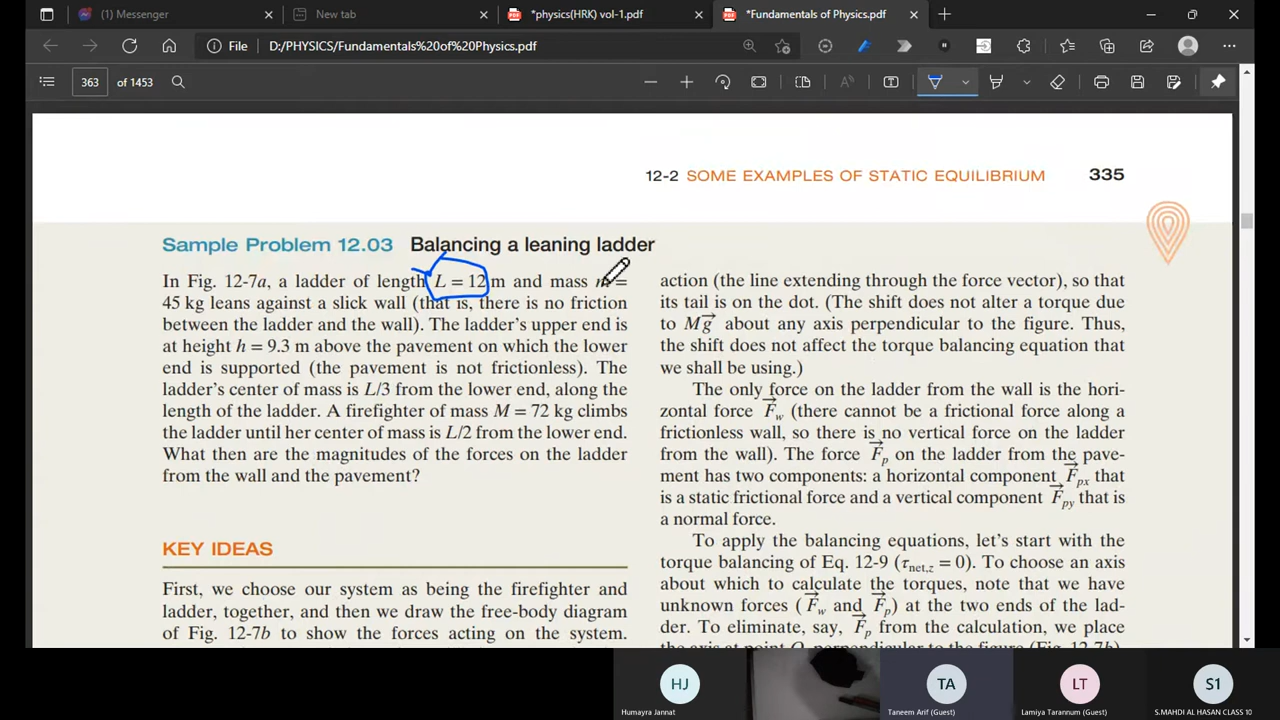 (1) Messenger
New tab
*physics(HRK) vol-1.pdf
*Fundamentals of Physics.pdf
File
D:/PHYSICS/Fundamentals%20of%20Physics.pdf
363
of 1453
12-2 SOME EXAMPLES OF STATIC EQUILIBRIUM 335
Sample Problem 12.03 Balancing a leaning ladder
In Fig. 12-7a, a ladder of length L = 12 m and mass m =
45 kg leans against a slick wall (that is, there is no friction
between the ladder and the wall). The ladder's upper end is
at height h = 9.3 m above the pavement on which the lower
end is supported (the pavement is not frictionless). The
ladder's center of mass is L/3 from the lower end, along the
length of the ladder. A firefighter of mass M = 72 kg climbs
the ladder until her center of mass is L/2 from the lower end.
What then are the magnitudes of the forces on the ladder
from the wall and the pavement?
KEY IDEAS
First, we choose our system as being the firefighter and
ladder, together, and then we draw the free-body diagram
of Fig. 12-7b to show the forces acting on the system.
action (the line extending through the force vector), so that
its tail is on the dot. (The shift does not alter a torque due
to Mg⃗ about any axis perpendicular to the figure. Thus,
the shift does not affect the torque balancing equation that
we shall be using.)
The only force on the ladder from the wall is the hori-
zontal force F⃗w (there cannot be a frictional force along a
frictionless wall, so there is no vertical force on the ladder
from the wall). The force F⃗p on the ladder from the pave-
ment has two components: a horizontal component F⃗px that
is a static frictional force and a vertical component F⃗py that is
a normal force.
To apply the balancing equations, let's start with the
torque balancing of Eq. 12-9 (τnet,z = 0). To choose an axis
about which to calculate the torques, note that we have
unknown forces (F⃗w and F⃗p) at the two ends of the lad-
der. To eliminate, say, F⃗p from the calculation, we place
the axis at point O, perpendicular to the figure (Fig. 12-7b).
HJ
TA
LT
S1
Humayra Jannat
Taneem Arif (Guest)
Lamiya Tarannum (Guest)
S.MAHDI AL HASAN CLASS 10